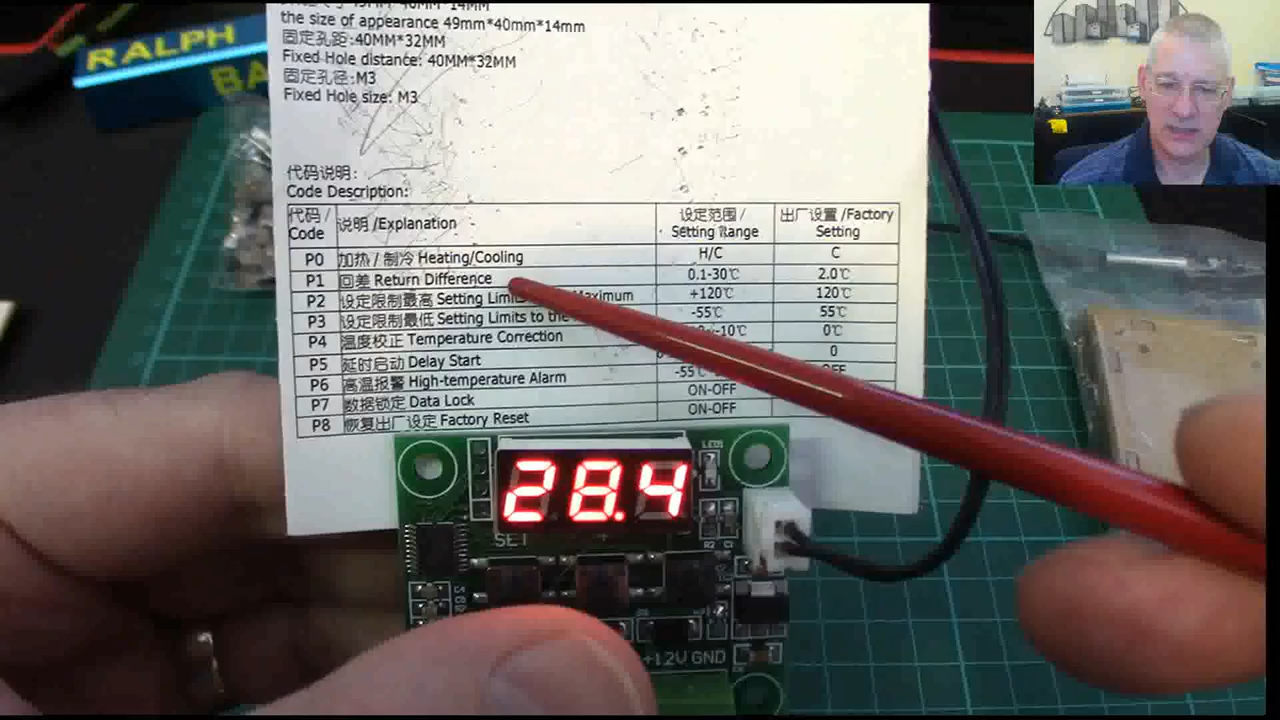 the size of appearance 49mm*40mm*14mm
固定孔距:40MM*32MM
Fixed Hole distance: 40MM*32MM
固定孔径:M3
Fixed Hole size: M3
代码说明:
Code Description:
代码/ Code 说明/Explanation 设定范围/ Setting Range 出厂设置/Factory Setting
P0 加热/制冷 Heating/Cooling H/C C
P1 回差 Return Difference 0.1-30℃ 2.0℃
P2 设定限制最高 Setting Limits Maximum +120℃ 120℃
P3 设定限制最低 Setting Limits to the -55℃ 55℃
P4 温度校正 Temperature Correction -10℃ 0℃
P5 延时启动 Delay Start 0
P6 高温报警 High-temperature Alarm OFF
P7 数据锁定 Data Lock ON-OFF
P8 恢复出厂设定 Factory Reset ON-OFF
RALPH
BA
28.4
LED1
SET +
R2
+12V GND